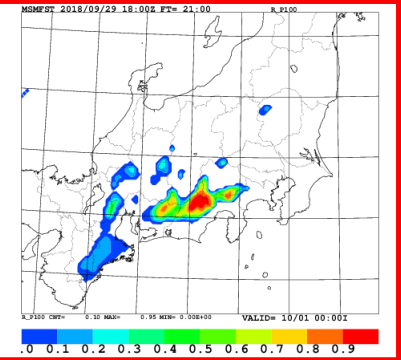 MSMFST 2018/09/29 18:00Z FT= 21:00 R_P100
R_P100 CNT= 0.10 MAX= 0.95 MIN= 0.00E+00 VALID= 10/01 00:00I
.0 0.1 0.2 0.3 0.4 0.5 0.6 0.7 0.8 0.9